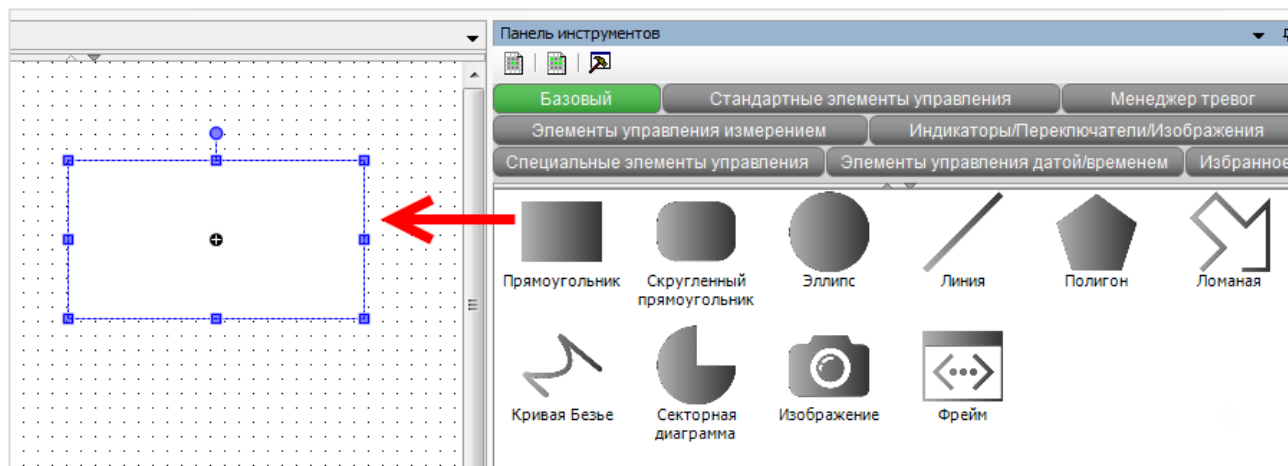 Панель инструментов
Базовый Стандартные элементы управления Менеджер тревог
Элементы управления измерением Индикаторы/Переключатели/Изображения
Специальные элементы управления Элементы управления датой/временем Избранное
Прямоугольник Скругленный прямоугольник Эллипс Линия Полигон Ломаная
Кривая Безье Секторная диаграмма Изображение Фрейм